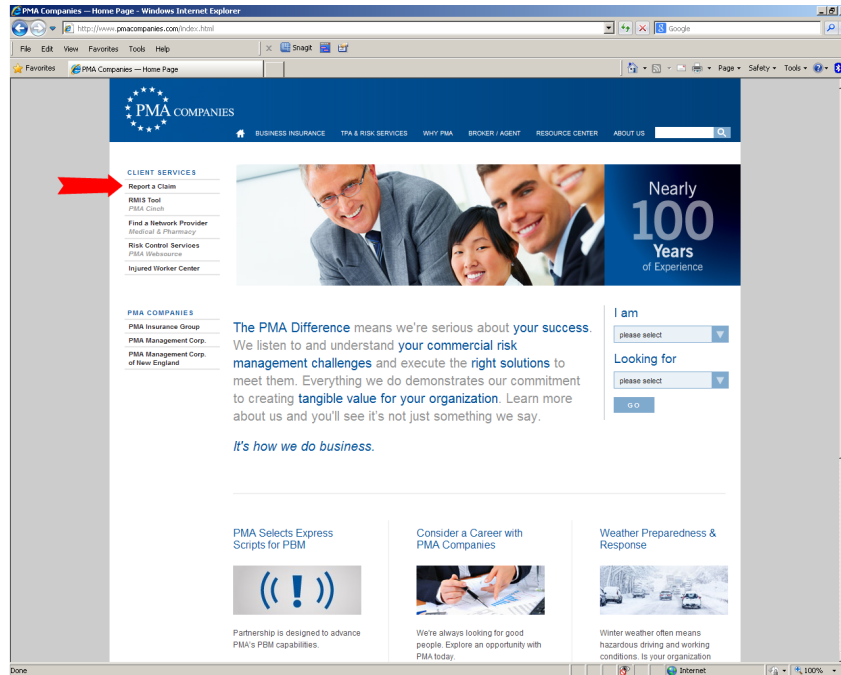 PMA Companies — Home Page - Windows Internet Explorer
http://www.pmacompanies.com/index.html
Google
File Edit View Favorites Tools Help
x Snagit
Favorites
PMA Companies — Home Page
Page Safety Tools
PMA COMPANIES
BUSINESS INSURANCE TPA & RISK SERVICES WHY PMA BROKER / AGENT RESOURCE CENTER ABOUT US
CLIENT SERVICES
Report a Claim
RMIS Tool
PMA Cinch
Find a Network Provider
Medical & Pharmacy
Risk Control Services
PMA Websource
Injured Worker Center
Nearly
100
Years
of Experience
PMA COMPANIES
PMA Insurance Group
PMA Management Corp.
PMA Management Corp.
of New England
The PMA Difference means we're serious about your success.
We listen to and understand your commercial risk
management challenges and execute the right solutions to
meet them. Everything we do demonstrates our commitment
to creating tangible value for your organization. Learn more
about us and you'll see it's not just something we say.
It's how we do business.
I am
please select
Looking for
please select
GO
PMA Selects Express
Scripts for PBM
((!))
Partnership is designed to advance
PMA's PBM capabilities.
Consider a Career with
PMA Companies
We're always looking for good
people. Explore an opportunity with
PMA today.
Weather Preparedness &
Response
Winter weather often means
hazardous driving and working
conditions. Is your organization
Done
Internet
100%